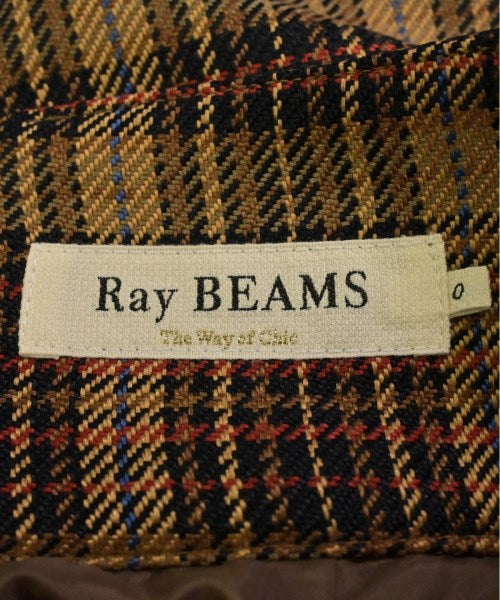 Ray BEAMS
The Way of Chic
0